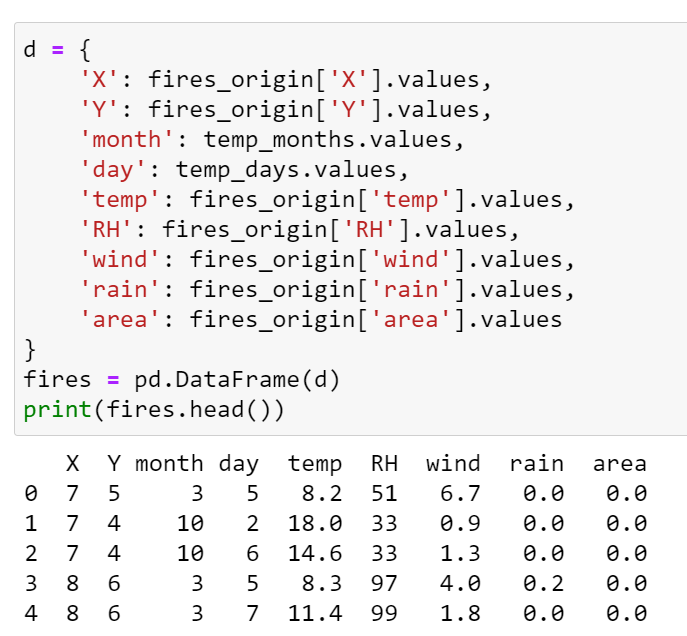 d = {
    'X': fires_origin['X'].values,
    'Y': fires_origin['Y'].values,
    'month': temp_months.values,
    'day': temp_days.values,
    'temp': fires_origin['temp'].values,
    'RH': fires_origin['RH'].values,
    'wind': fires_origin['wind'].values,
    'rain': fires_origin['rain'].values,
    'area': fires_origin['area'].values
}
fires = pd.DataFrame(d)
print(fires.head())
   X  Y month day  temp  RH  wind  rain  area
0  7  5     3   5   8.2  51   6.7   0.0   0.0
1  7  4    10   2  18.0  33   0.9   0.0   0.0
2  7  4    10   6  14.6  33   1.3   0.0   0.0
3  8  6     3   5   8.3  97   4.0   0.2   0.0
4  8  6     3   7  11.4  99   1.8   0.0   0.0